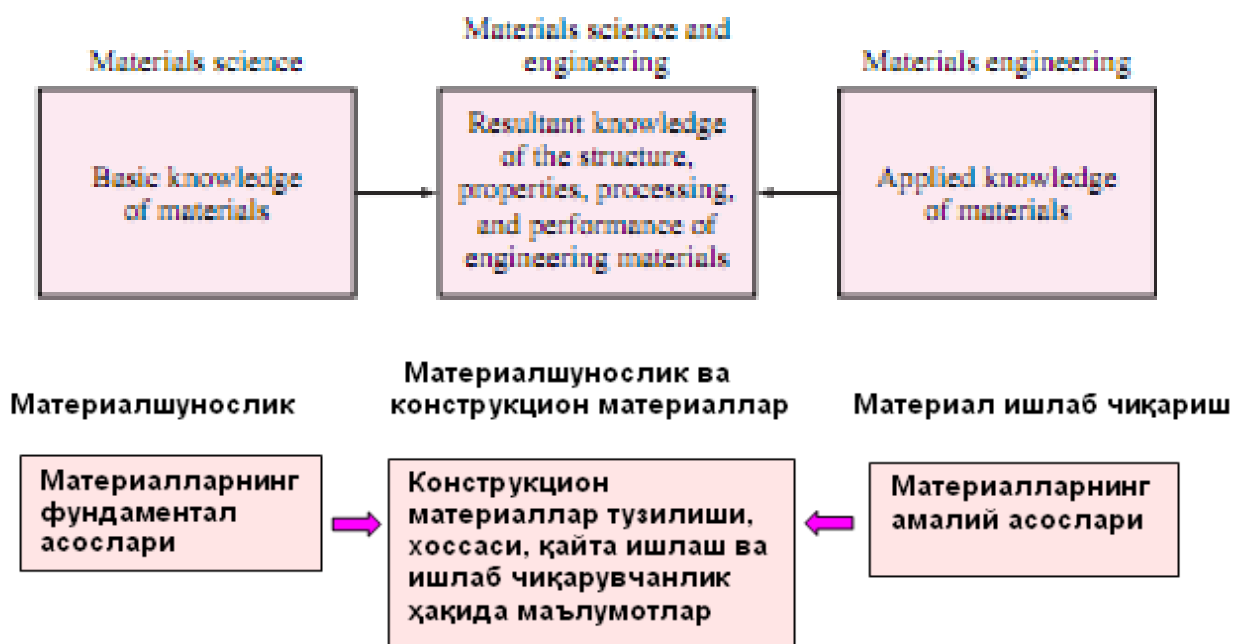 Materials science
Materials science and
engineering
Materials engineering
Basic knowledge
of materials
Resultant knowledge
of the structure,
properties, processing,
and performance of
engineering materials
Applied knowledge
of materials
Материалшунослик
Материалшунослик ва
конструкцион материаллар
Материал ишлаб чиқариш
Материалларнинг
фундаментал
асослари
Конструкцион
материаллар тузилиши,
хоссаси, қайта ишлаш ва
ишлаб чиқарувчанлик
ҳақида маълумотлар
Материалларнинг
амалий асослари